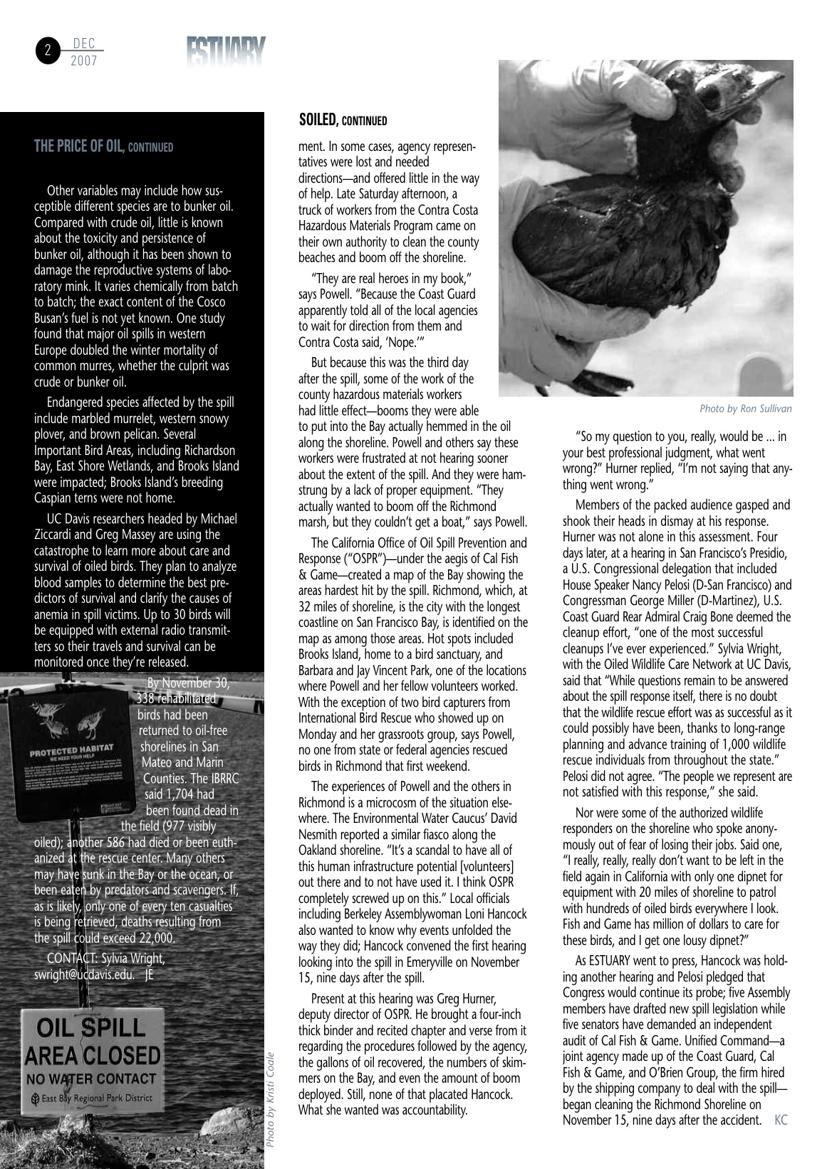 2
DEC
2007
ESTUARY
THE PRICE OF OIL, CONTINUED
Other variables may include how sus-
ceptible different species are to bunker oil.
Compared with crude oil, little is known
about the toxicity and persistence of
bunker oil, although it has been shown to
damage the reproductive systems of labo-
ratory mink. It varies chemically from batch
to batch; the exact content of the Cosco
Busan's fuel is not yet known. One study
found that major oil spills in western
Europe doubled the winter mortality of
common murres, whether the culprit was
crude or bunker oil.
Endangered species affected by the spill
include marbled murrelet, western snowy
plover, and brown pelican. Several
Important Bird Areas, including Richardson
Bay, East Shore Wetlands, and Brooks Island
were impacted; Brooks Island's breeding
Caspian terns were not home.
UC Davis researchers headed by Michael
Ziccardi and Greg Massey are using the
catastrophe to learn more about care and
survival of oiled birds. They plan to analyze
blood samples to determine the best pre-
dictors of survival and clarify the causes of
anemia in spill victims. Up to 30 birds will
be equipped with external radio transmit-
ters so their travels and survival can be
monitored once they're released.
By November 30,
338 rehabilitated
birds had been
returned to oil-free
shorelines in San
Mateo and Marin
Counties. The IBRRC
said 1,704 had
been found dead in
the field (977 visibly
oiled); another 586 had died or been euth-
anized at the rescue center. Many others
may have sunk in the Bay or the ocean, or
been eaten by predators and scavengers. If,
as is likely, only one of every ten casualties
is being retrieved, deaths resulting from
the spill could exceed 22,000.
CONTACT: Sylvia Wright,
swright@ucdavis.edu. JE
PROTECTED HABITAT
WE NEED YOUR HELP
OIL SPILL
AREA CLOSED
NO WATER CONTACT
East Bay Regional Park District
Photo by Kristi Coale
SOILED, CONTINUED
ment. In some cases, agency represen-
tatives were lost and needed
directions—and offered little in the way
of help. Late Saturday afternoon, a
truck of workers from the Contra Costa
Hazardous Materials Program came on
their own authority to clean the county
beaches and boom off the shoreline.
"They are real heroes in my book,"
says Powell. "Because the Coast Guard
apparently told all of the local agencies
to wait for direction from them and
Contra Costa said, 'Nope.'"
But because this was the third day
after the spill, some of the work of the
county hazardous materials workers
had little effect—booms they were able
to put into the Bay actually hemmed in the oil
along the shoreline. Powell and others say these
workers were frustrated at not hearing sooner
about the extent of the spill. And they were ham-
strung by a lack of proper equipment. "They
actually wanted to boom off the Richmond
marsh, but they couldn't get a boat," says Powell.
The California Office of Oil Spill Prevention and
Response ("OSPR")—under the aegis of Cal Fish
& Game—created a map of the Bay showing the
areas hardest hit by the spill. Richmond, which, at
32 miles of shoreline, is the city with the longest
coastline on San Francisco Bay, is identified on the
map as among those areas. Hot spots included
Brooks Island, home to a bird sanctuary, and
Barbara and Jay Vincent Park, one of the locations
where Powell and her fellow volunteers worked.
With the exception of two bird capturers from
International Bird Rescue who showed up on
Monday and her grassroots group, says Powell,
no one from state or federal agencies rescued
birds in Richmond that first weekend.
The experiences of Powell and the others in
Richmond is a microcosm of the situation else-
where. The Environmental Water Caucus' David
Nesmith reported a similar fiasco along the
Oakland shoreline. "It's a scandal to have all of
this human infrastructure potential [volunteers]
out there and to not have used it. I think OSPR
completely screwed up on this." Local officials
including Berkeley Assemblywoman Loni Hancock
also wanted to know why events unfolded the
way they did; Hancock convened the first hearing
looking into the spill in Emeryville on November
15, nine days after the spill.
Present at this hearing was Greg Hurner,
deputy director of OSPR. He brought a four-inch
thick binder and recited chapter and verse from it
regarding the procedures followed by the agency,
the gallons of oil recovered, the numbers of skim-
mers on the Bay, and even the amount of boom
deployed. Still, none of that placated Hancock.
What she wanted was accountability.
Photo by Ron Sullivan
"So my question to you, really, would be ... in
your best professional judgment, what went
wrong?" Hurner replied, "I'm not saying that any-
thing went wrong."
Members of the packed audience gasped and
shook their heads in dismay at his response.
Hurner was not alone in this assessment. Four
days later, at a hearing in San Francisco's Presidio,
a U.S. Congressional delegation that included
House Speaker Nancy Pelosi (D-San Francisco) and
Congressman George Miller (D-Martinez), U.S.
Coast Guard Rear Admiral Craig Bone deemed the
cleanup effort, "one of the most successful
cleanups I've ever experienced." Sylvia Wright,
with the Oiled Wildlife Care Network at UC Davis,
said that "While questions remain to be answered
about the spill response itself, there is no doubt
that the wildlife rescue effort was as successful as it
could possibly have been, thanks to long-range
planning and advance training of 1,000 wildlife
rescue individuals from throughout the state."
Pelosi did not agree. "The people we represent are
not satisfied with this response," she said.
Nor were some of the authorized wildlife
responders on the shoreline who spoke anony-
mously out of fear of losing their jobs. Said one,
"I really, really, really don't want to be left in the
field again in California with only one dipnet for
equipment with 20 miles of shoreline to patrol
with hundreds of oiled birds everywhere I look.
Fish and Game has million of dollars to care for
these birds, and I get one lousy dipnet?"
As ESTUARY went to press, Hancock was hold-
ing another hearing and Pelosi pledged that
Congress would continue its probe; five Assembly
members have drafted new spill legislation while
five senators have demanded an independent
audit of Cal Fish & Game. Unified Command—a
joint agency made up of the Coast Guard, Cal
Fish & Game, and O'Brien Group, the firm hired
by the shipping company to deal with the spill—
began cleaning the Richmond Shoreline on
November 15, nine days after the accident. KC